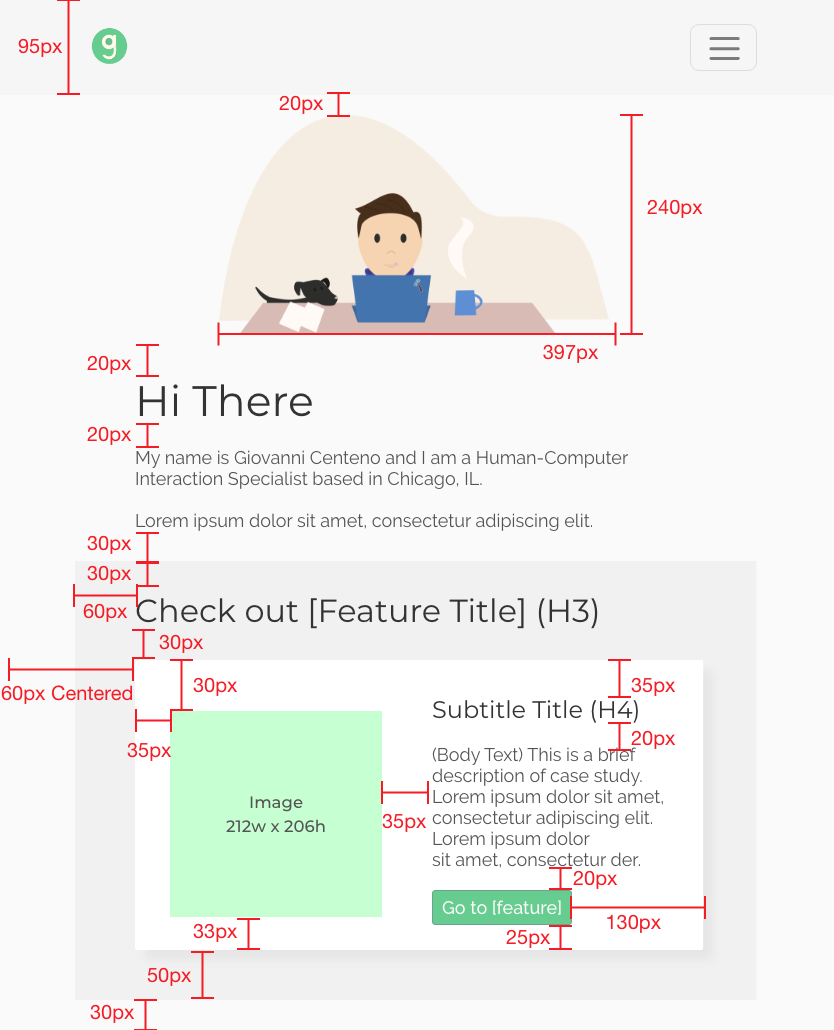 95px
g
20px
240px
397px
20px
Hi There
20px
My name is Giovanni Centeno and I am a Human-Computer
Interaction Specialist based in Chicago, IL.
Lorem ipsum dolor sit amet, consectetur adipiscing elit.
30px
30px
60px
Check out [Feature Title] (H3)
30px
60px Centered
30px
35px
35px
Subtitle Title (H4)
20px
(Body Text) This is a brief
description of case study.
Lorem ipsum dolor sit amet,
consectetur adipiscing elit.
Lorem ipsum dolor
sit amet, consectetur der.
Image
212w x 206h
35px
20px
Go to [feature]
130px
33px
25px
50px
30px